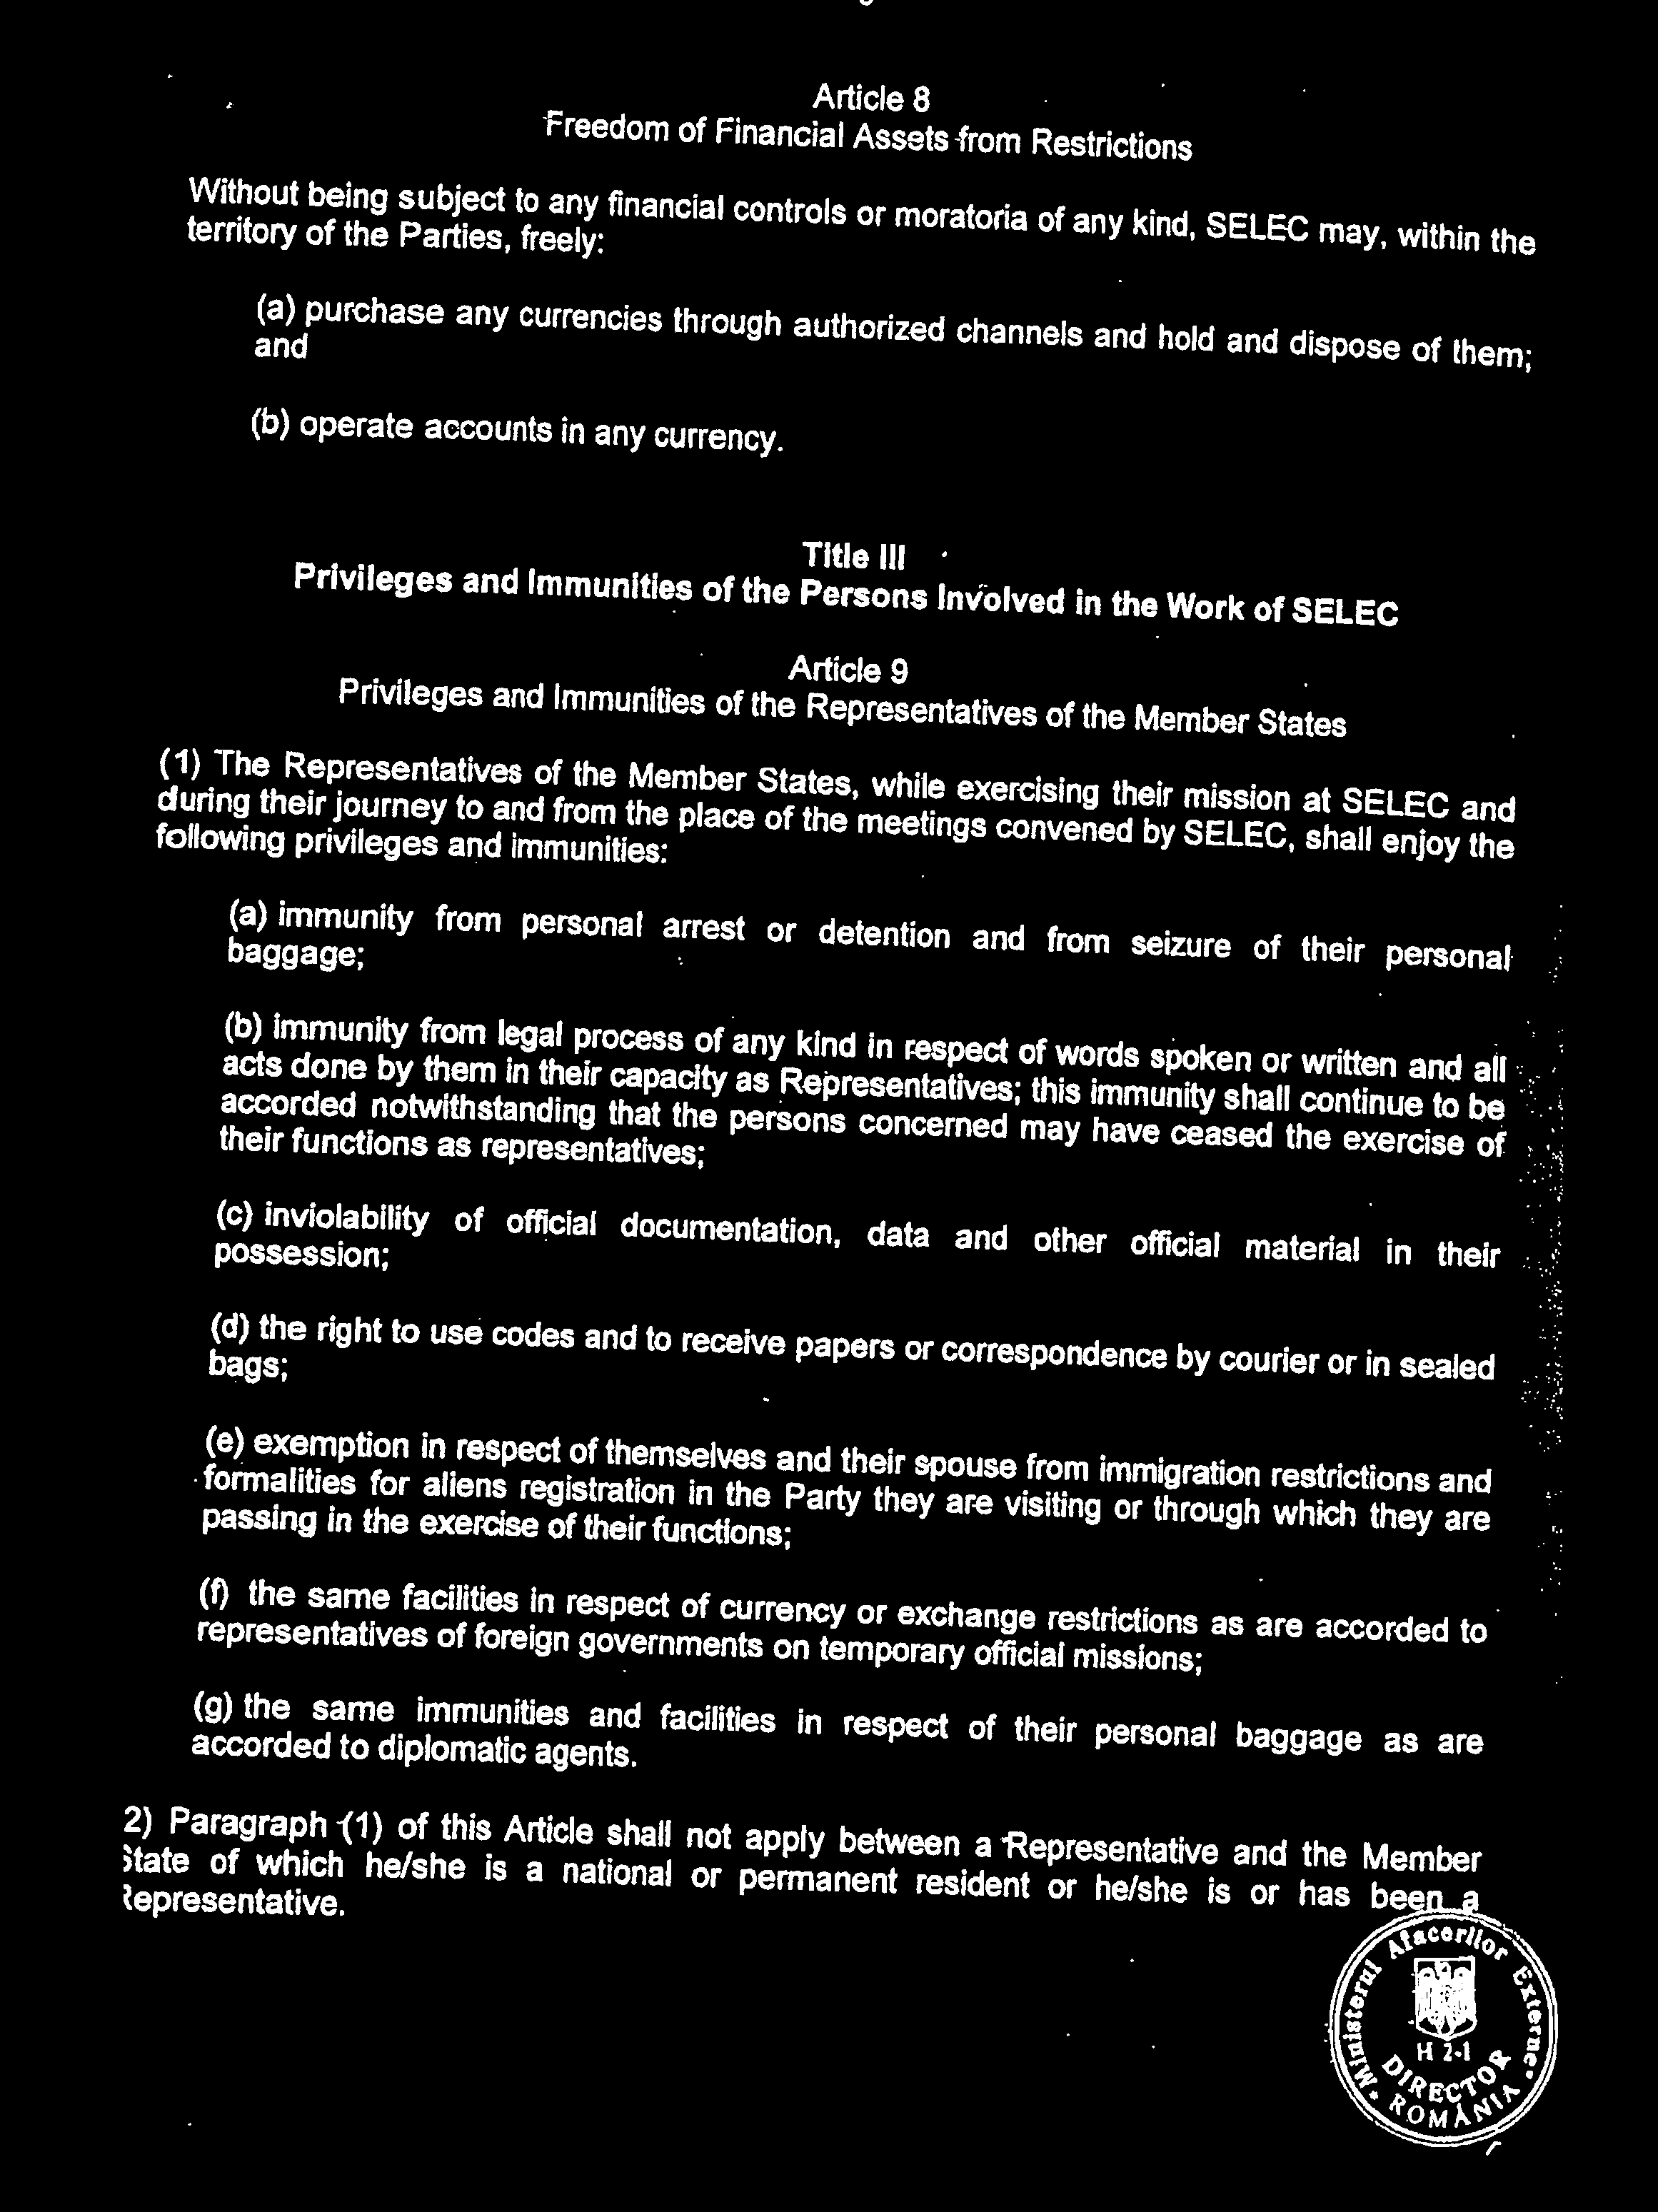 Article 8
Freedom of Financial Assets from Restrictions
Without being subject to any financial controls or moratoria of any kind, SELEC may, within the
territory of the Parties, freely:
(a) purchase any currencies through authorized channels and hold and dispose of them;
and
(b) operate accounts in any currency.
Title III
Privileges and Immunities of the Persons Involved in the Work of SELEC
Article 9
Privileges and Immunities of the Representatives of the Member States
(1) The Representatives of the Member States, while exercising their mission at SELEC and
during their journey to and from the place of the meetings convened by SELEC, shall enjoy the
following privileges and immunities:
(a) immunity from personal arrest or detention and from seizure of their personal
baggage;
(b) immunity from legal process of any kind in respect of words spoken or written and all
acts done by them in their capacity as Representatives; this immunity shall continue to be
accorded notwithstanding that the persons concerned may have ceased the exercise of
their functions as representatives;
(c) inviolability of official documentation, data and other official material in their
possession;
(d) the right to use codes and to receive papers or correspondence by courier or in sealed
bags;
(e) exemption in respect of themselves and their spouse from immigration restrictions and
formalities for aliens registration in the Party they are visiting or through which they are
passing in the exercise of their functions;
(f) the same facilities in respect of currency or exchange restrictions as are accorded to
representatives of foreign governments on temporary official missions;
(g) the same immunities and facilities in respect of their personal baggage as are
accorded to diplomatic agents.
2) Paragraph (1) of this Article shall not apply between a Representative and the Member
State of which he/she is a national or permanent resident or he/she is or has been a
Representative.
Ministerul Afacerilor Externe
H 2-1
DIRECTOR
ROMÂNIA